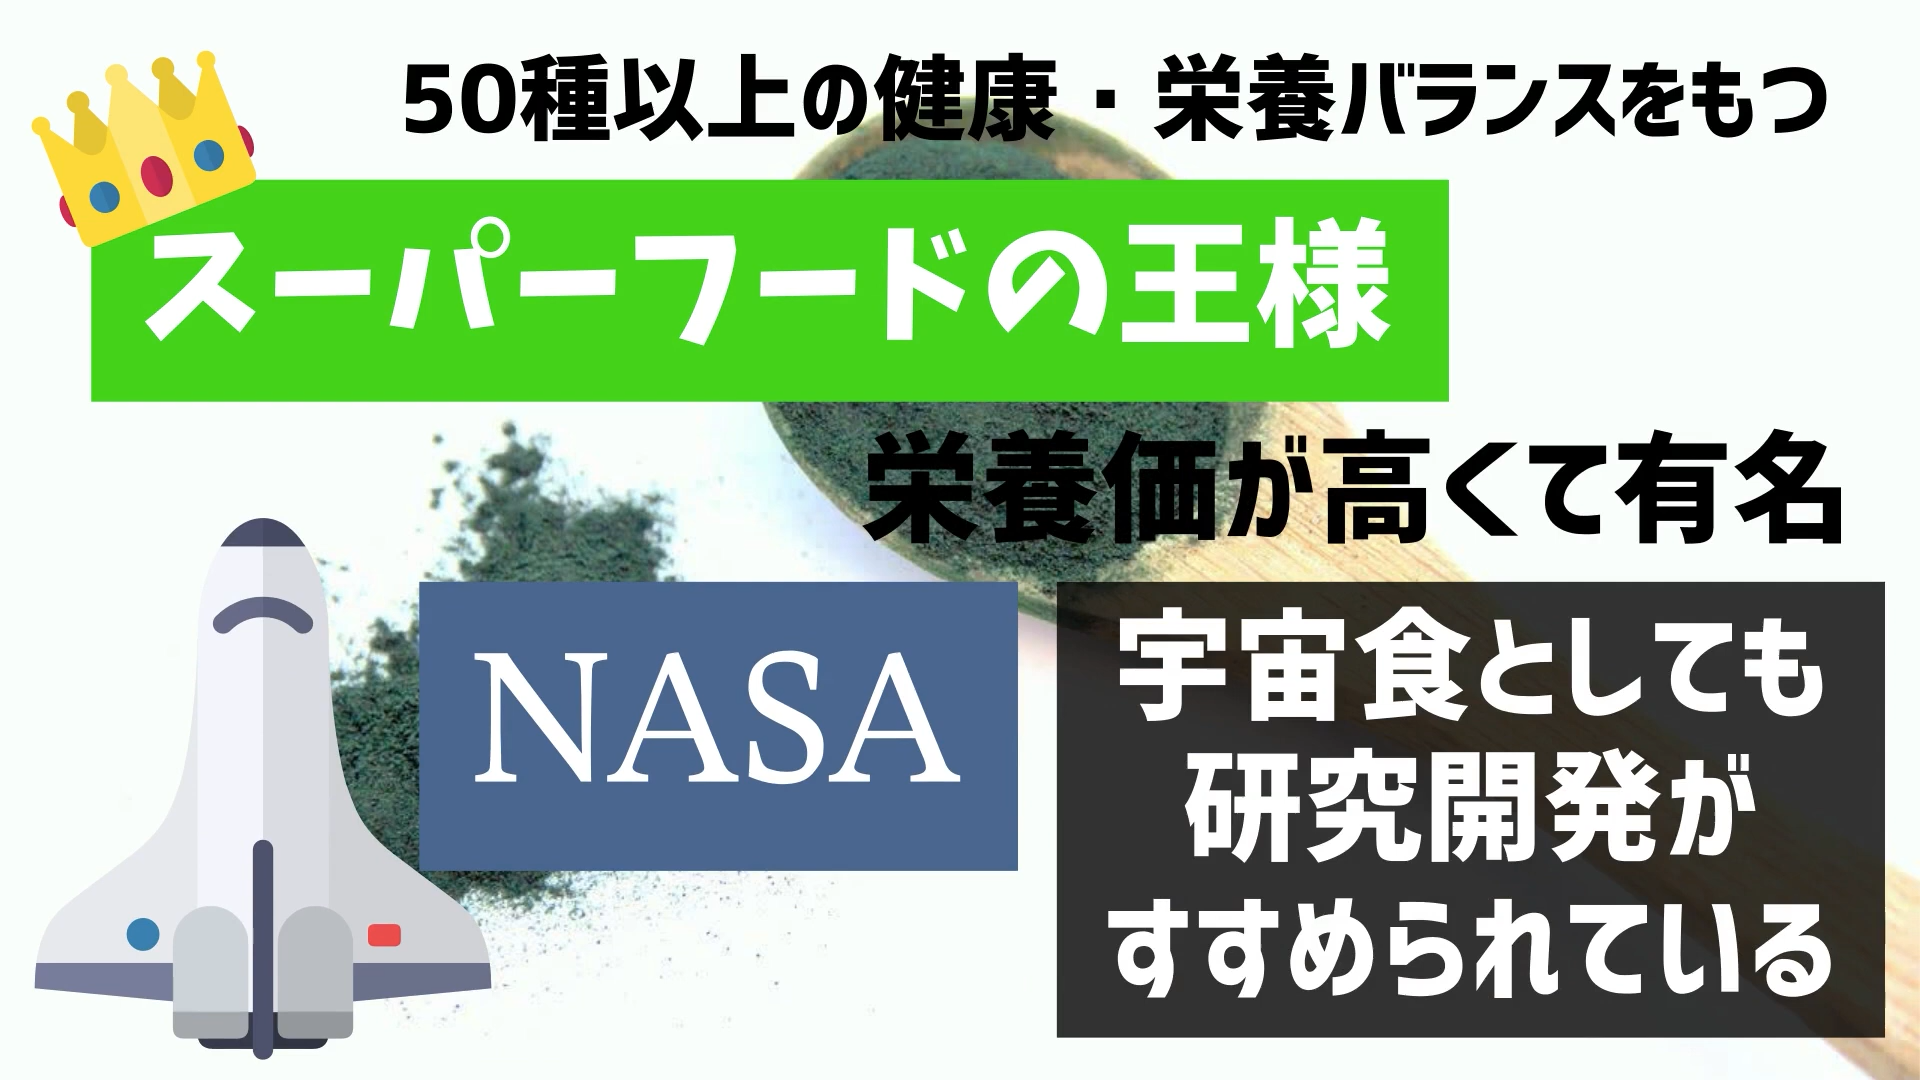 50種以上の健康・栄養バランスをもつ
スーパーフードの王様
栄養価が高くて有名
NASA
宇宙食としても
研究開発が
すすめられている